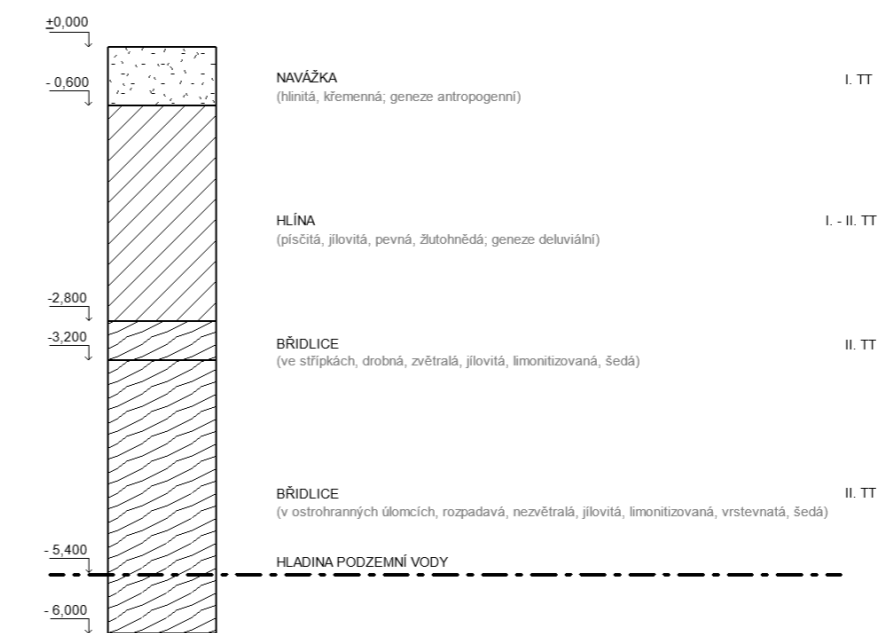 ±0,000
NAVÁŽKA
I. TT
- 0,600
(hlinitá, křemenná; geneze antropogenní)
HLÍNA
I. - II. TT
(písčitá, jílovitá, pevná, žlutohnědá; geneze deluviální)
-2,800
-3,200
BŘIDLICE
II. TT
(ve střípkách, drobná, zvětralá, jílovitá, limonitizovaná, šedá)
BŘIDLICE
II. TT
(v ostrohranných úlomcích, rozpadavá, nezvětralá, jílovitá, limonitizovaná, vrstevnatá, šedá)
- 5,400
HLADINA PODZEMNÍ VODY
- 6,000